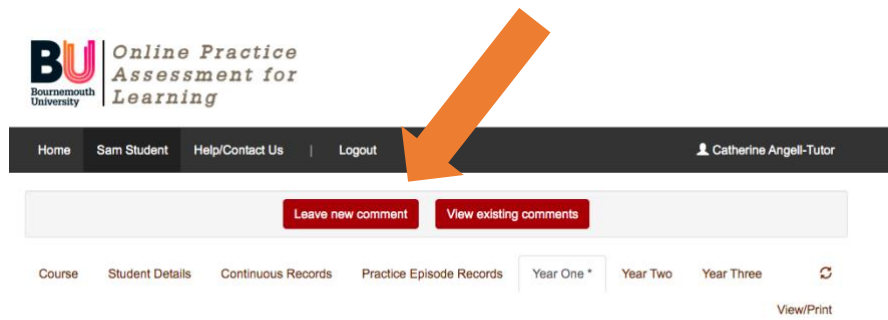 BU
Bournemouth
University
Online Practice
Assessment for
Learning
Home Sam Student Help/Contact Us | Logout Catherine Angell-Tutor
Leave new comment View existing comments
Course Student Details Continuous Records Practice Episode Records Year One * Year Two Year Three
View/Print